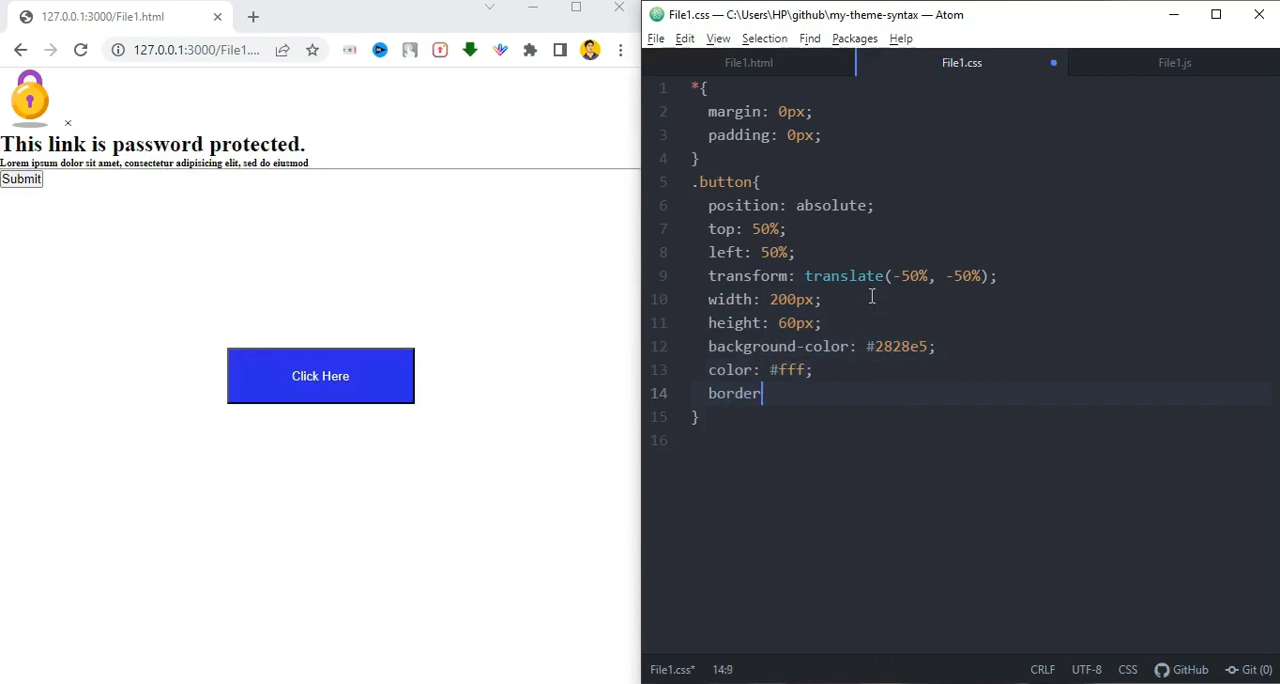 127.0.0.1:3000/File1.html
127.0.0.1:3000/File1....
×
This link is password protected.
Lorem ipsum dolor sit amet, consectetur adipisicing elit, sed do eiusmod
Submit
Click Here
File1.css — C:\Users\HP\github\my-theme-syntax — Atom
File Edit View Selection Find Packages Help
File1.html File1.css File1.js
1 *{
2 margin: 0px;
3 padding: 0px;
4 }
5 .button{
6 position: absolute;
7 top: 50%;
8 left: 50%;
9 transform: translate(-50%, -50%);
10 width: 200px;
11 height: 60px;
12 background-color: #2828e5;
13 color: #fff;
14 border
15 }
16
File1.css* 14:9 CRLF UTF-8 CSS GitHub Git (0)